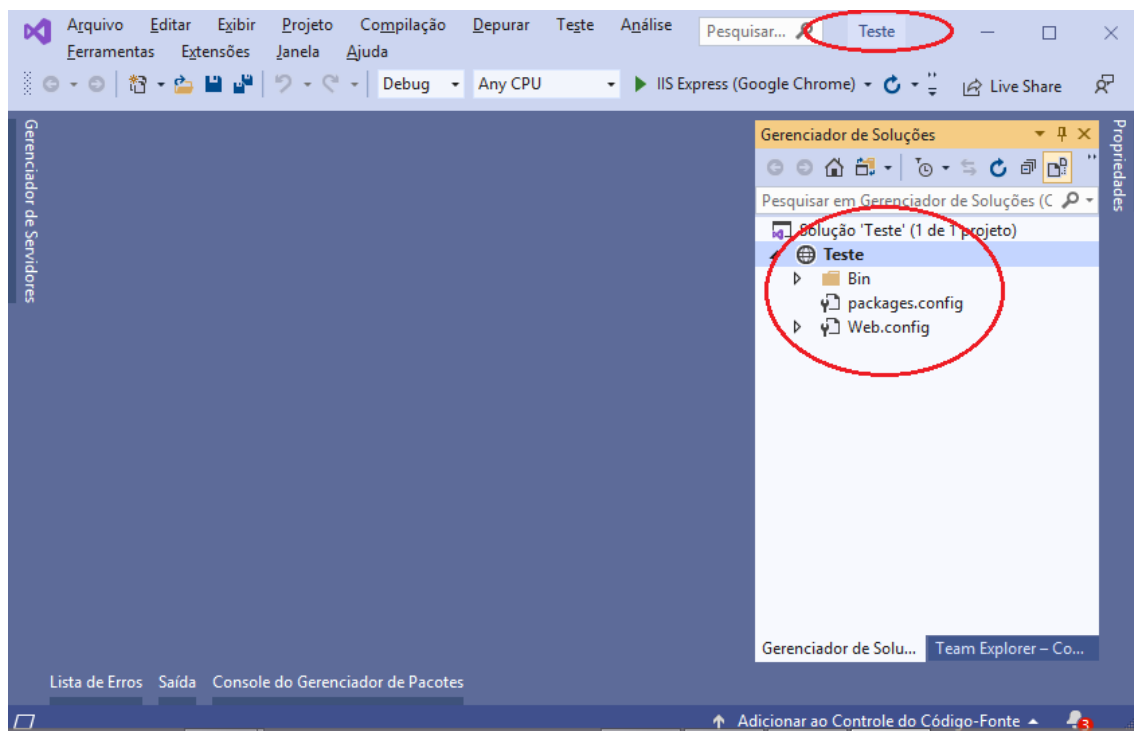 Arquivo Editar Exibir Projeto Compilação Depurar Teste Análise Pesquisar... Teste
Ferramentas Extensões Janela Ajuda
Debug Any CPU IIS Express (Google Chrome) Live Share
Gerenciador de Servidores
Gerenciador de Soluções
Pesquisar em Gerenciador de Soluções (C
Solução 'Teste' (1 de 1 projeto)
Teste
Bin
packages.config
Web.config
Propriedades
Gerenciador de Solu... Team Explorer – Co...
Lista de Erros Saída Console do Gerenciador de Pacotes
Adicionar ao Controle do Código-Fonte 3